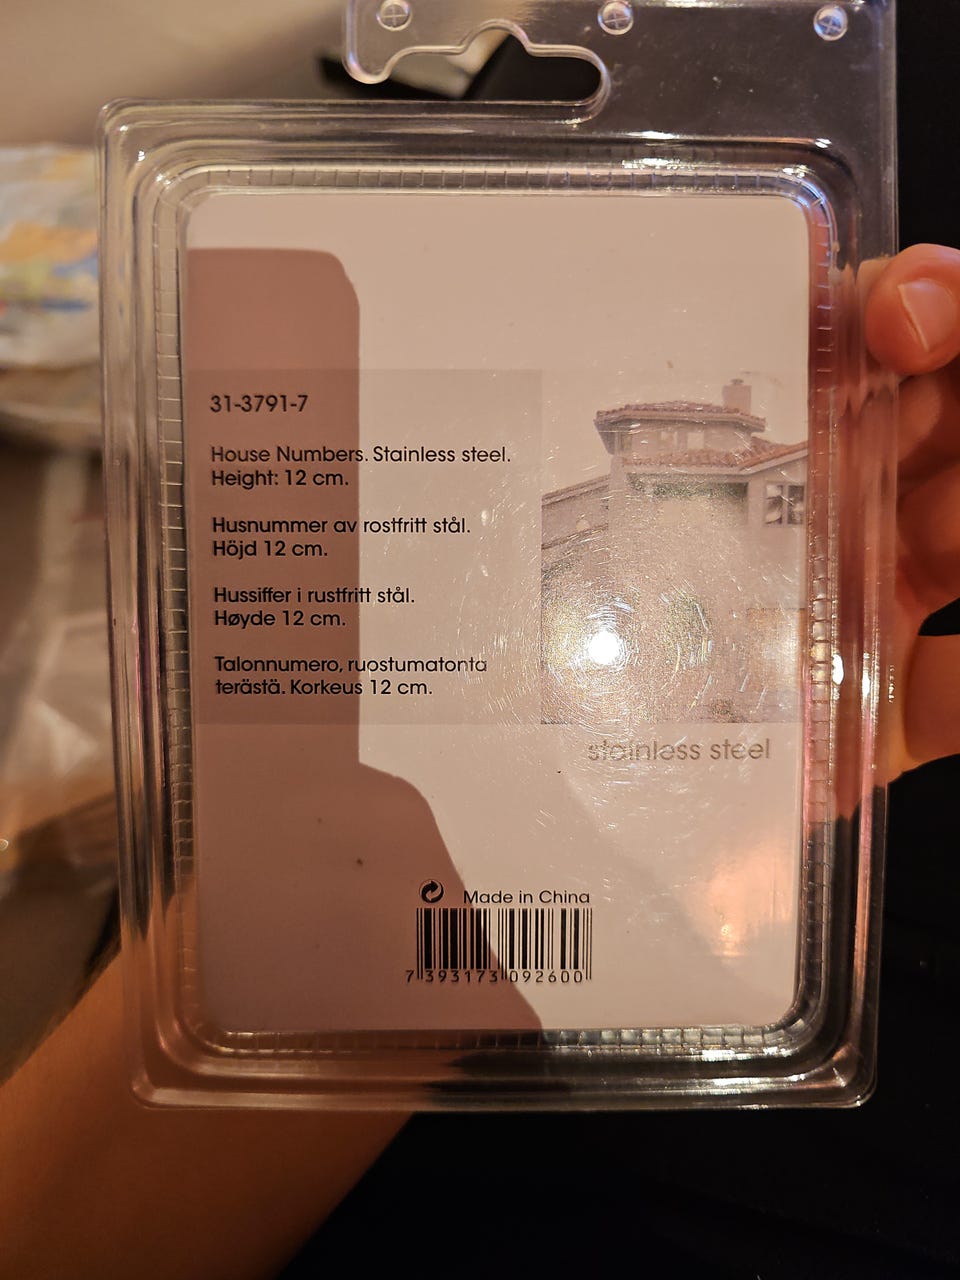 31-3791-7
House Numbers. Stainless steel.
Height: 12 cm.
Husnummer av rostfritt stål.
Höjd 12 cm.
Hussiffer i rustfritt stål.
Høyde 12 cm.
Talonnumero, ruostumatonta
terästä. Korkeus 12 cm.
stainless steel
Made in China
7 393173 092600